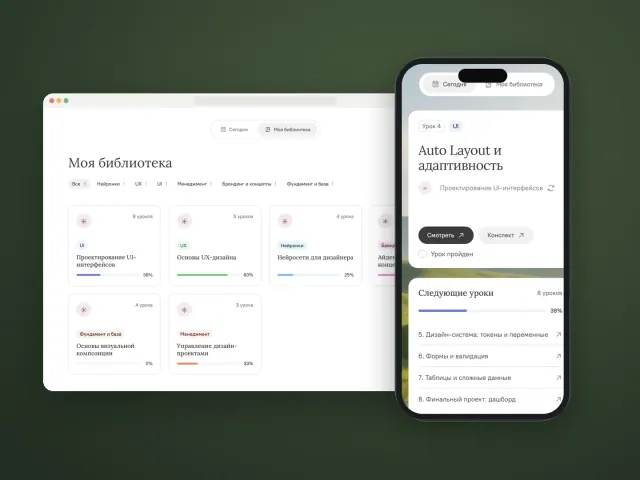 Сегодня
Моя библиотека
Моя библиотека
Все
Нейронки
UX
UI
Менеджмент
Брендинг и концепты
Фундамент и база
8 уроков
UI
Проектирование UI-
интерфейсов
38%
5 уроков
UX
Основы UX-дизайна
60%
4 урока
Нейронки
Нейросети для дизайнера
25%
4 урока
Фундамент и база
Основы визуальной
композиции
0%
3 урока
Менеджмент
Управление дизайн-
проектами
33%
Сегодня
Моя библиотека
Урок 4
UI
Auto Layout и
адаптивность
Проектирование UI-интерфейсов
Смотреть
Конспект
Урок пройден
Следующие уроки
8 уроков
38%
5. Дизайн-система: токены и переменные
6. Формы и валидация
7. Таблицы и сложные данные
8. Финальный проект: дашборд